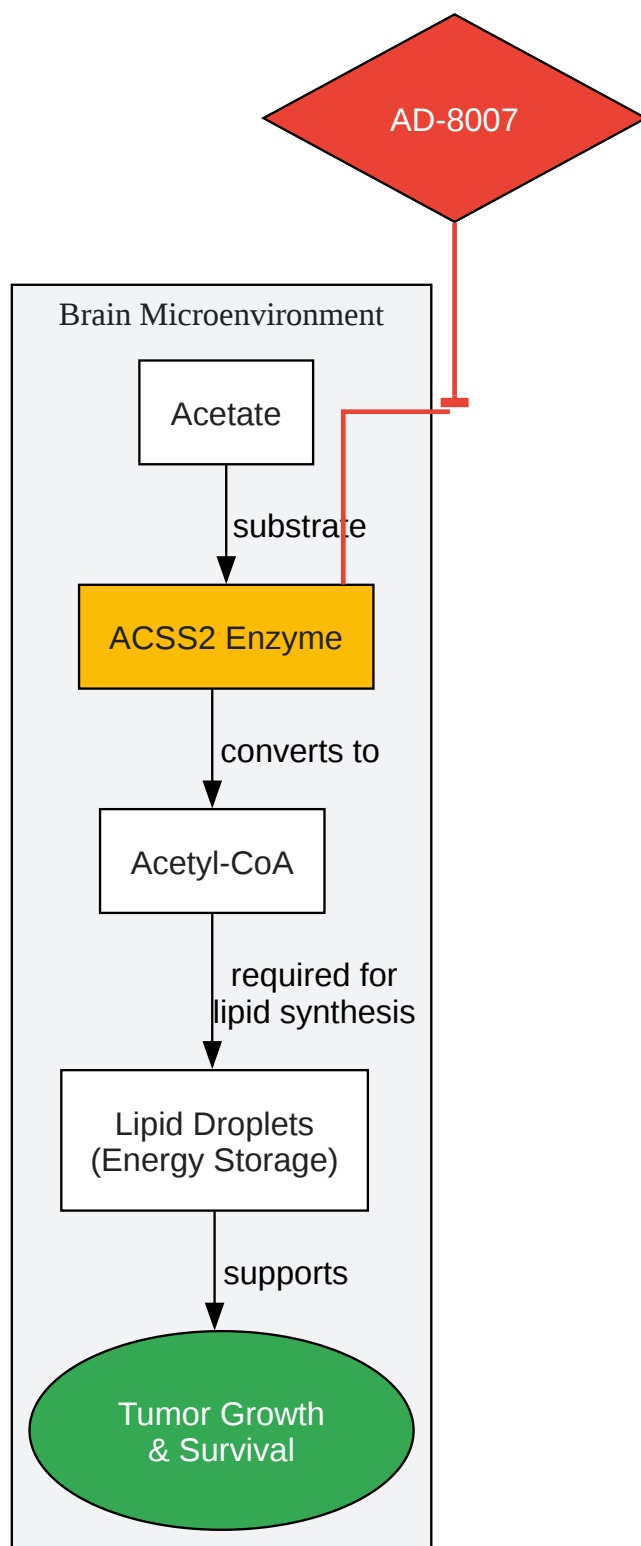 AD-8007
Brain Microenvironment
Acetate
substrate
ACSS2 Enzyme
converts to
Acetyl-CoA
required for
lipid synthesis
Lipid Droplets
(Energy Storage)
supports
Tumor Growth
& Survival